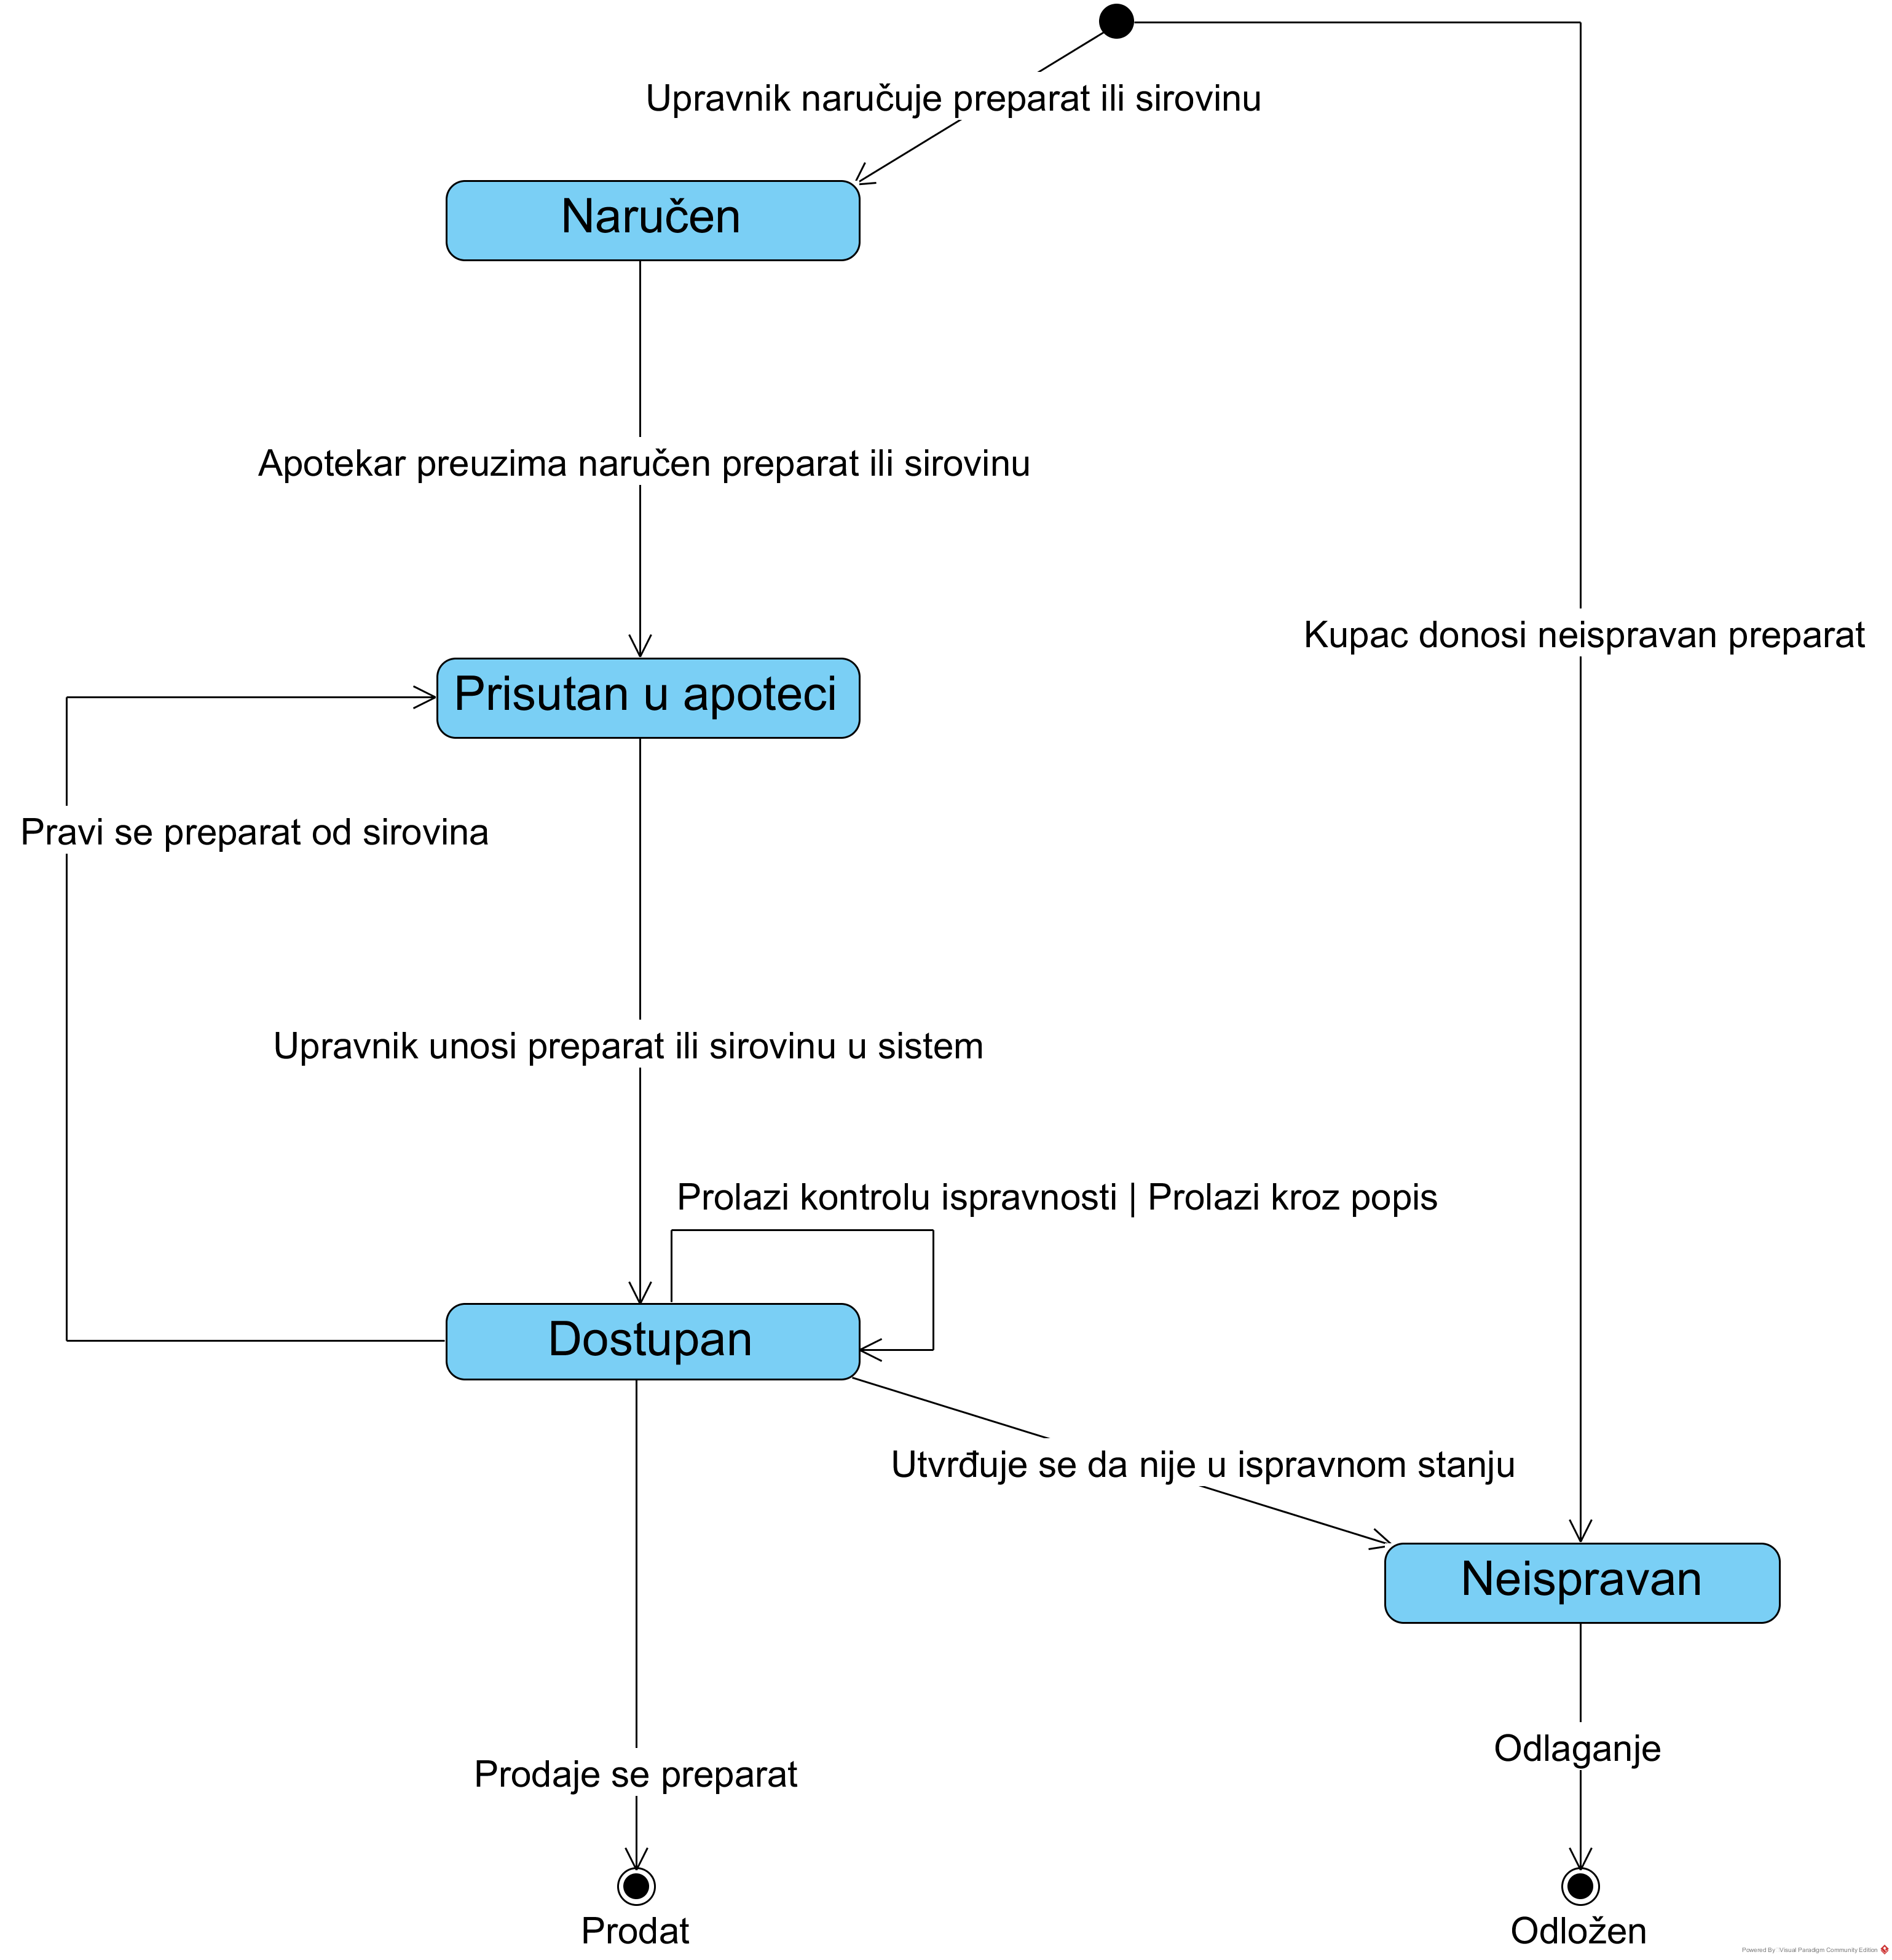 Upravnik naručuje preparat ili sirovinu
Naručen
Apotekar preuzima naručen preparat ili sirovinu
Kupac donosi neispravan preparat
Prisutan u apoteci
Pravi se preparat od sirovina
Upravnik unosi preparat ili sirovinu u sistem
Prolazi kontrolu ispravnosti | Prolazi kroz popis
Dostupan
Utvrđuje se da nije u ispravnom stanju
Neispravan
Odlaganje
Prodaje se preparat
Prodat
Odložen
Powered By Visual Paradigm Community Edition